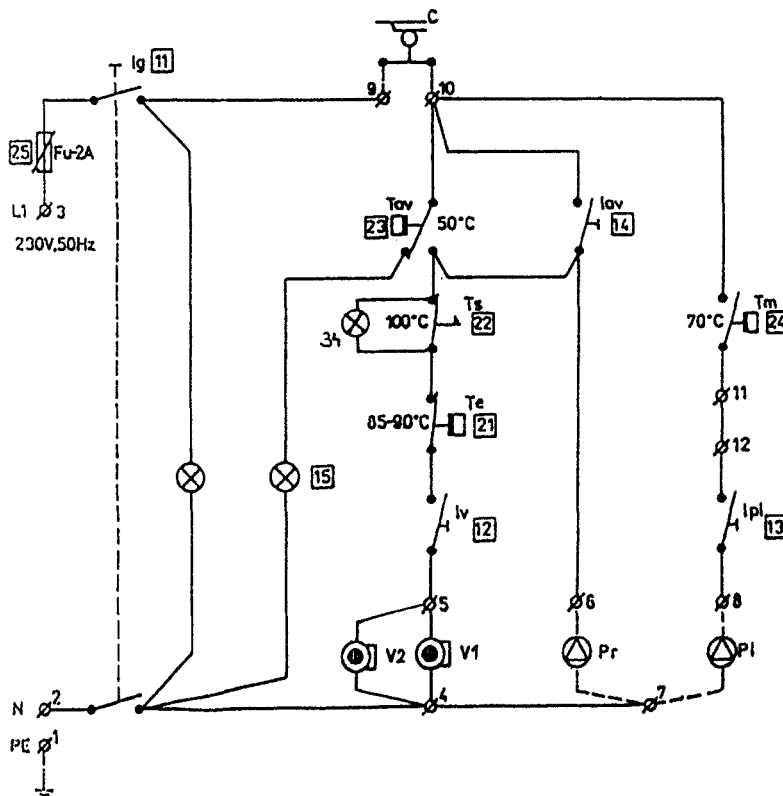 C
Ig 11
9
10
25 Fu-2A
L1 3
230V,50Hz
Tav
23
50°C
Iav
14
34
100°C
Ts
22
70°C
Tm
24
85-90°C
Te
21
11
12
15
Iv
12
Ipl
13
5
6
8
V2
V1
Pr
Pl
N 2
4
7
PE 1